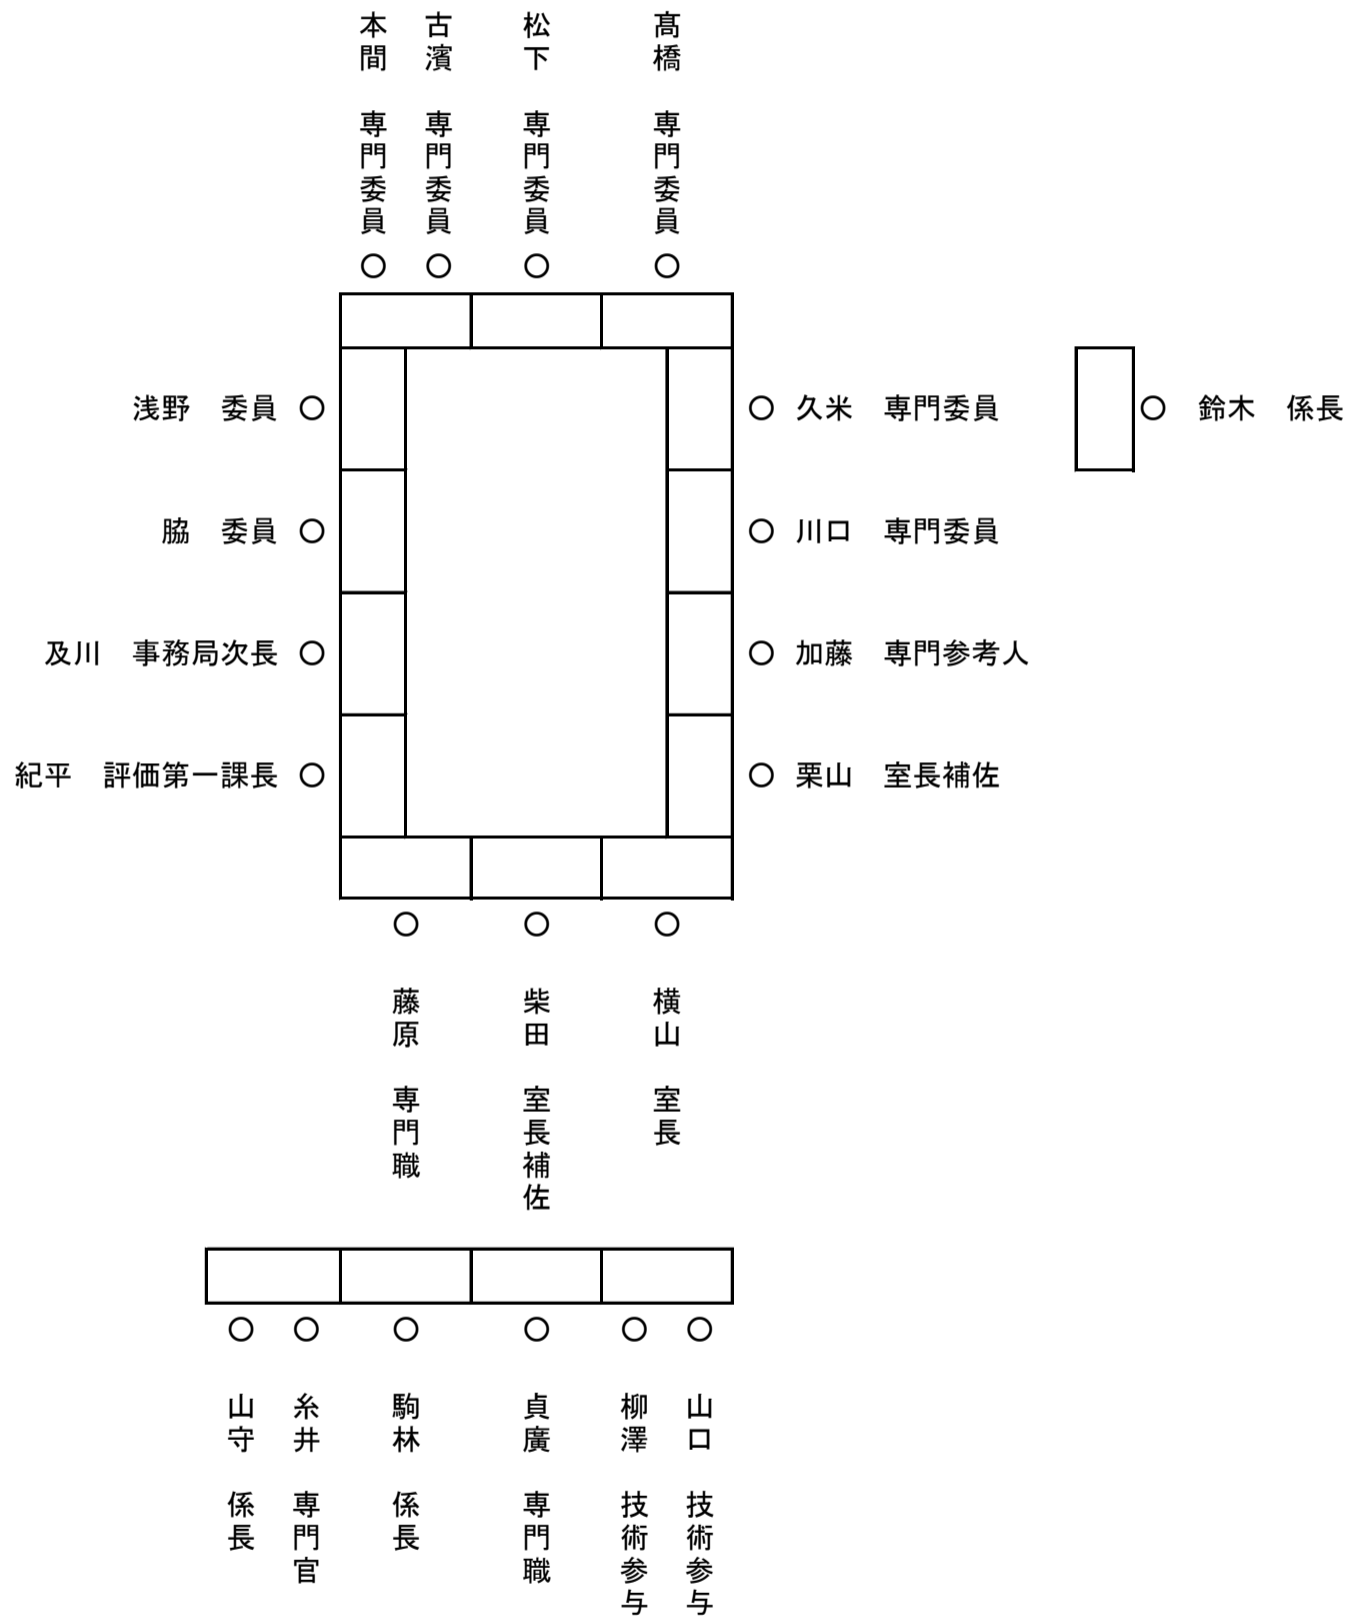 本間　専門委員
古濱　専門委員
松下　専門委員
髙橋　専門委員
○ ○ ○ ○
浅野　委員 ○
○ 久米　専門委員
○ 鈴木　係長
脇　委員 ○
○ 川口　専門委員
及川　事務局次長 ○
○ 加藤　専門参考人
紀平　評価第一課長 ○
○ 栗山　室長補佐
○ ○ ○
藤原　専門職
柴田　室長補佐
横山　室長
○ ○ ○ ○ ○ ○
山守　係長
糸井　専門官
駒林　係長
貞廣　専門職
柳澤　技術参与
山口　技術参与